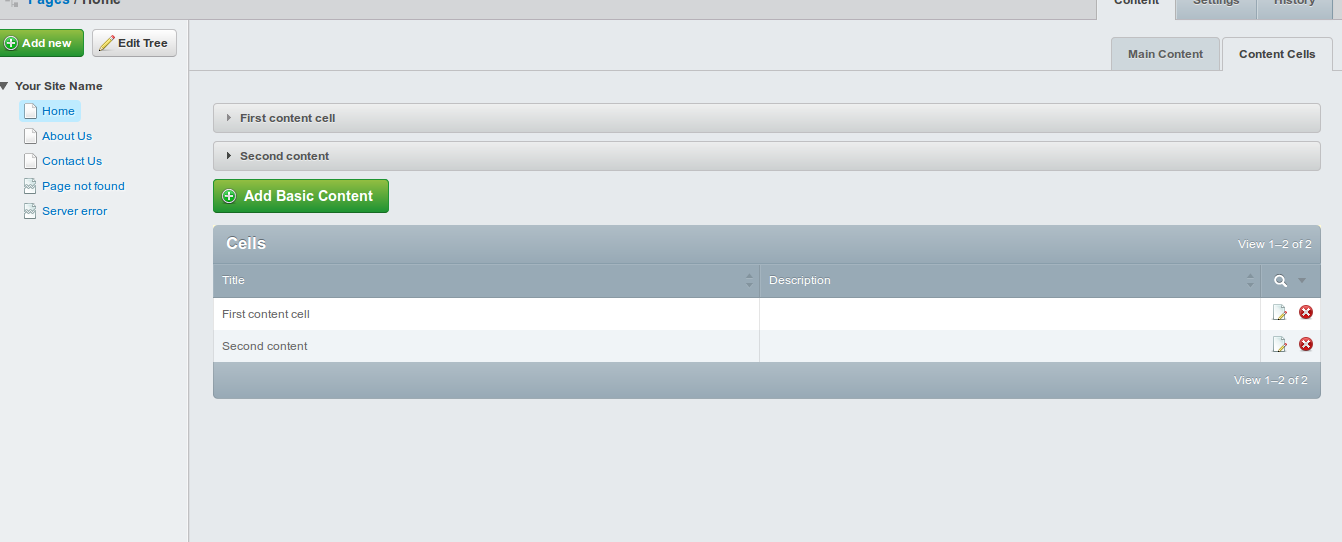 Pages / Home
Content Settings History
Add new Edit Tree
Main Content Content Cells
Your Site Name
Home
About Us
Contact Us
Page not found
Server error
First content cell
Second content
Add Basic Content
Cells View 1–2 of 2
Title Description
First content cell
Second content
View 1–2 of 2